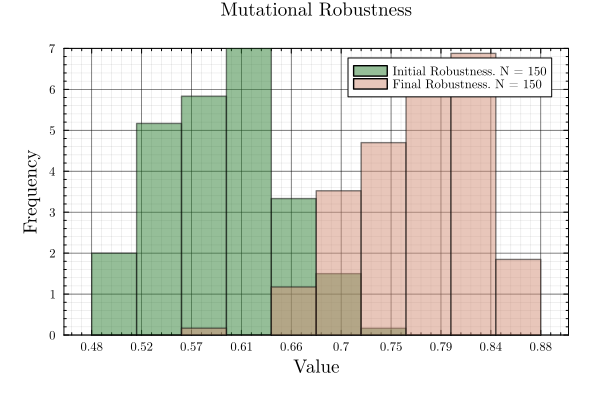 Mutational Robustness
Initial Robustness. N = 150
Final Robustness. N = 150
Frequency
7
6
5
4
3
2
1
0
0.48 0.52 0.57 0.61 0.66 0.7 0.75 0.79 0.84 0.88
Value